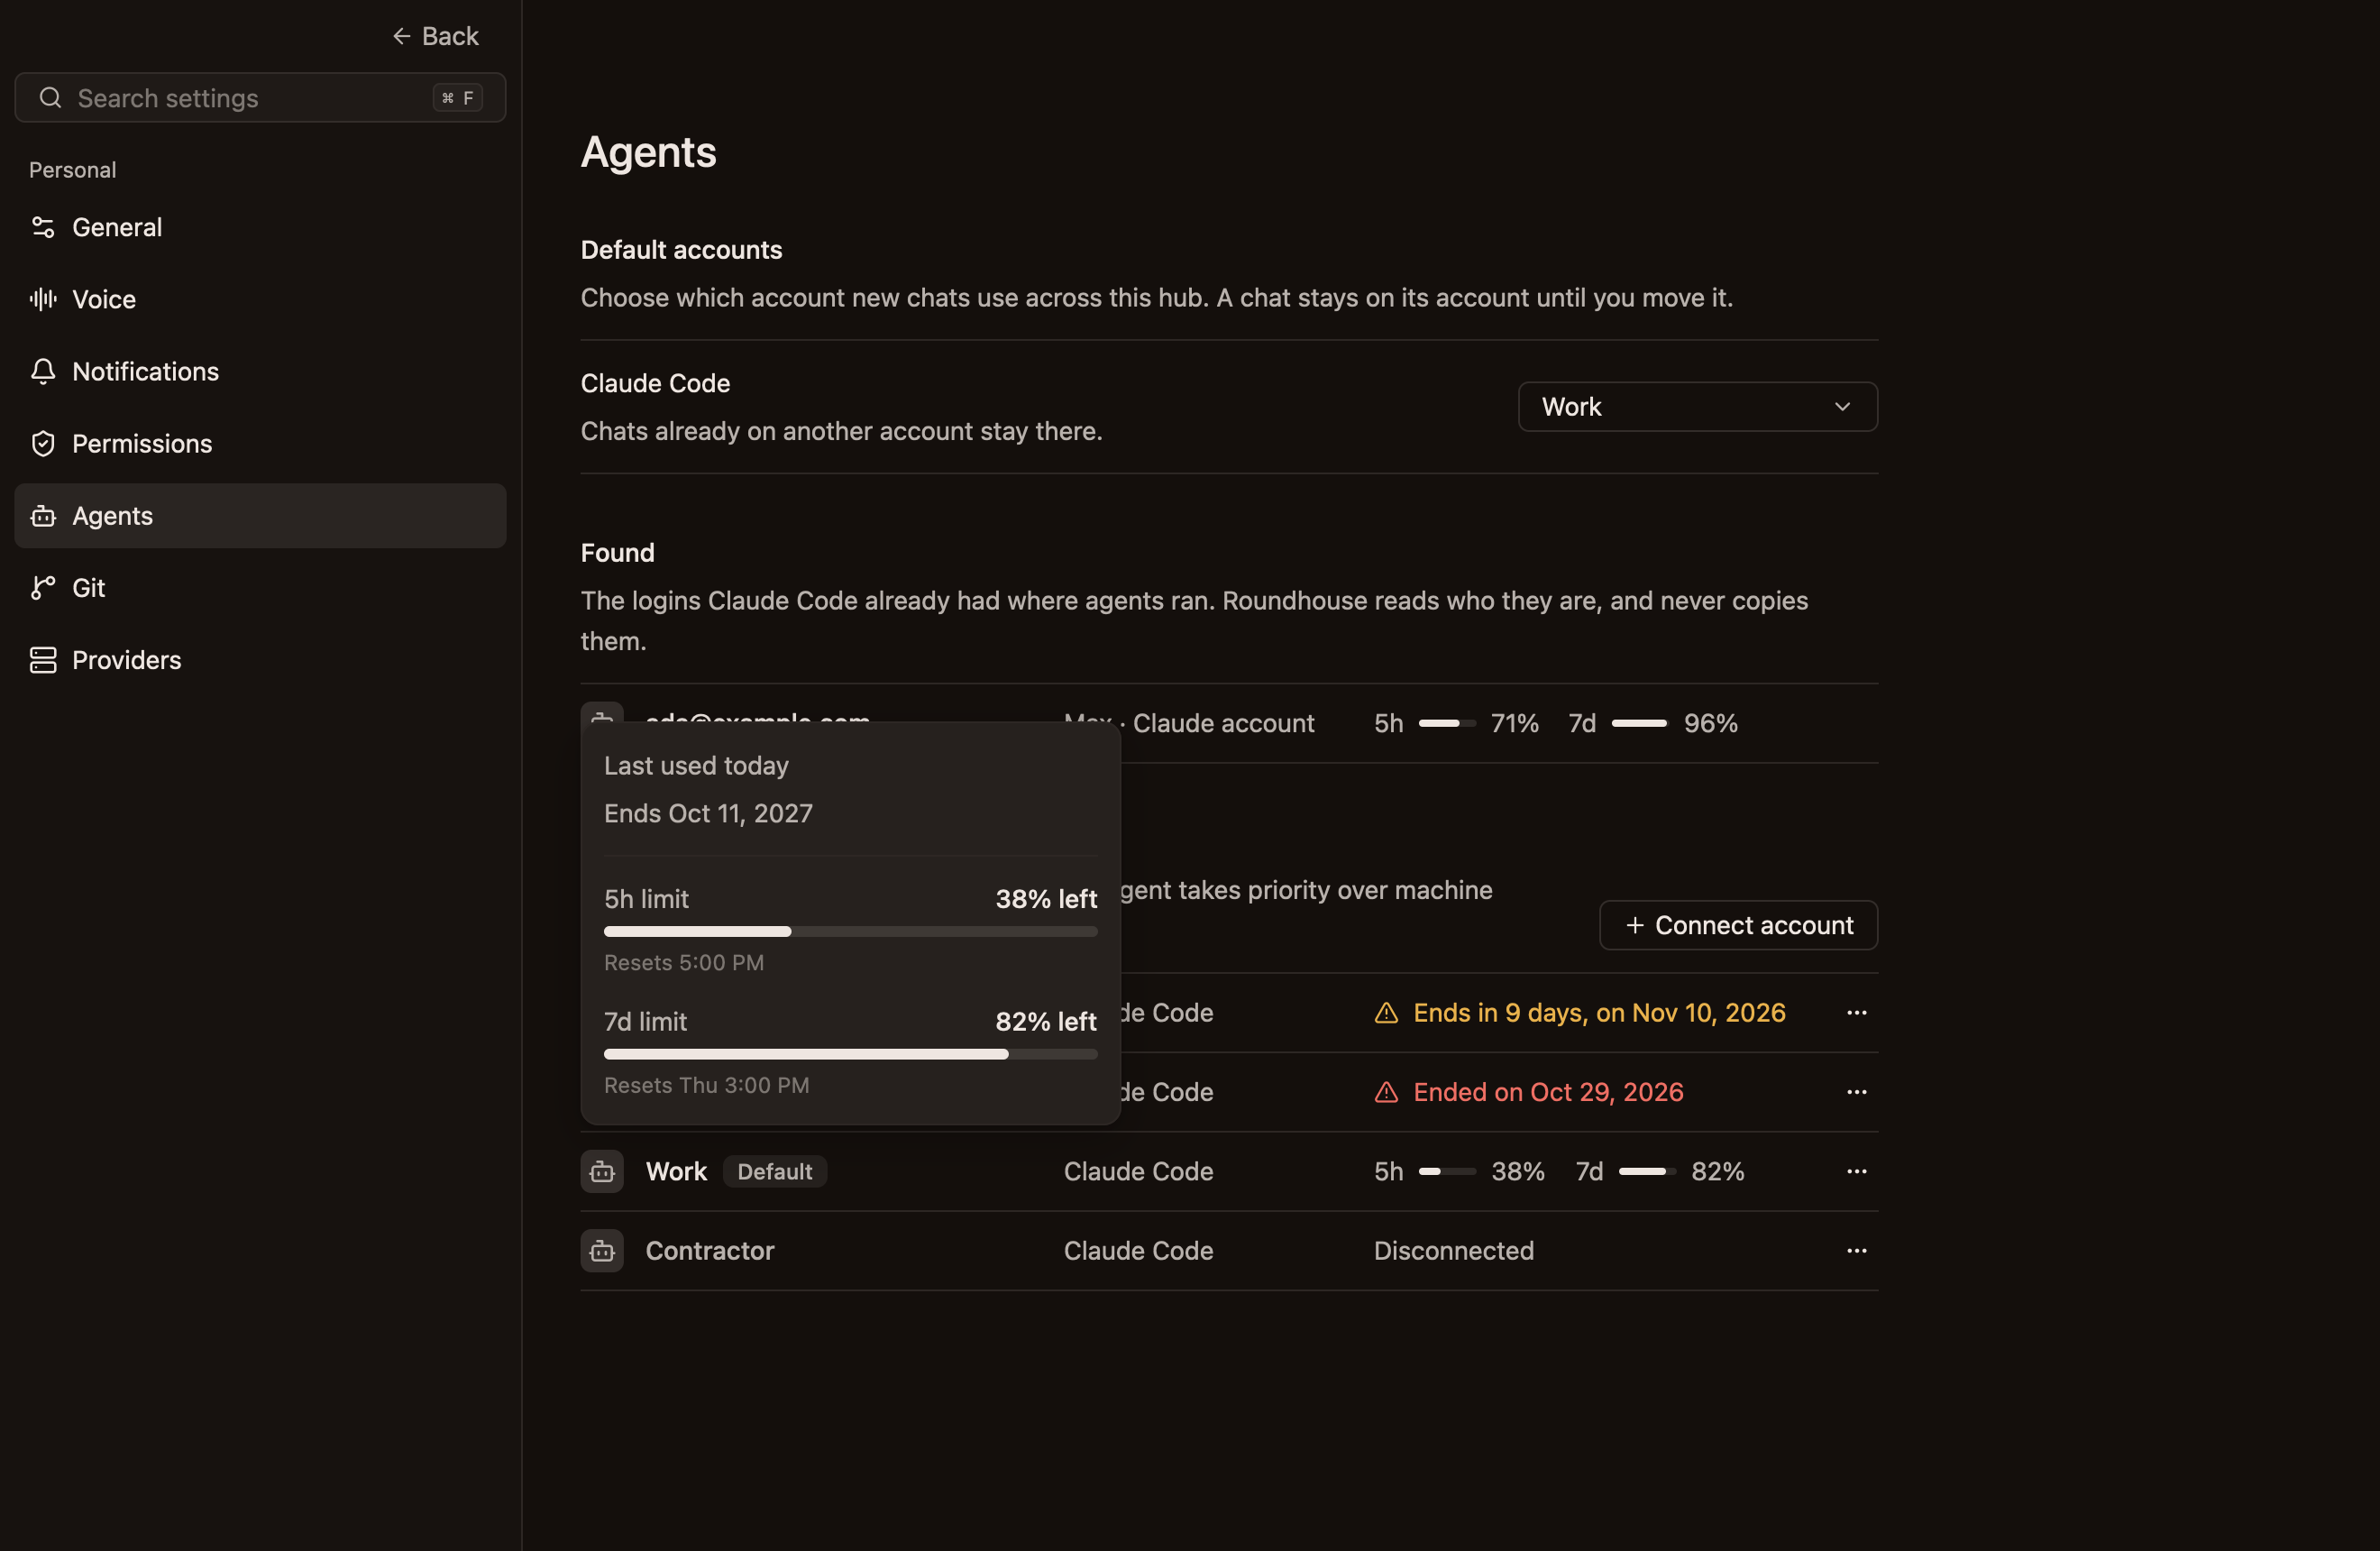 Back
Search settings
⌘ F
Personal
General
Voice
Notifications
Permissions
Agents
Git
Providers
Agents
Default accounts
Choose which account new chats use across this hub. A chat stays on its account until you move it.
Claude Code
Chats already on another account stay there.
Work
Found
The logins Claude Code already had where agents ran. Roundhouse reads who they are, and never copies
them.
· Claude account 5h 71% 7d 96%
Last used today
Ends Oct 11, 2027
5h limit 38% left
Resets 5:00 PM
7d limit 82% left
Resets Thu 3:00 PM
takes priority over machine
Connect account
Code Ends in 9 days, on Nov 10, 2026
Code Ended on Oct 29, 2026
Work Default Claude Code 5h 38% 7d 82%
Contractor Claude Code Disconnected